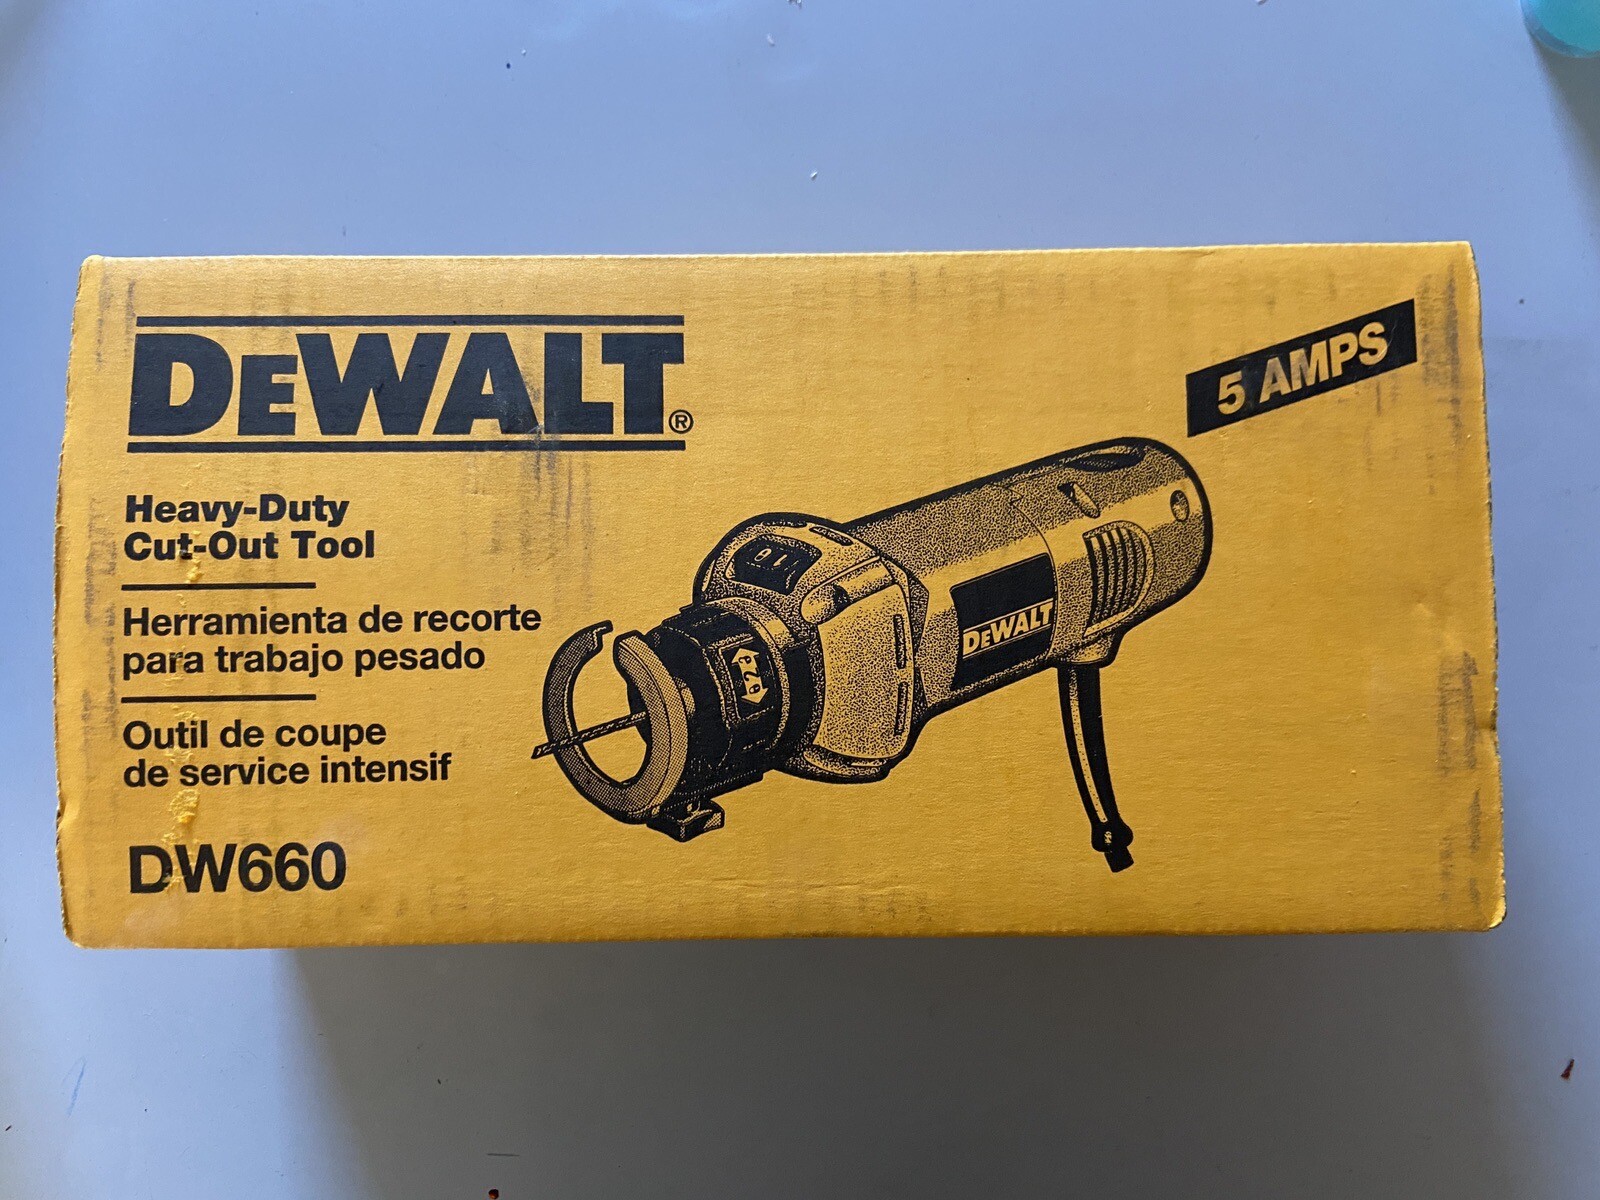 DEWALT®
5 AMPS
Heavy-Duty
Cut-Out Tool
Herramienta de recorte
para trabajo pesado
Outil de coupe
de service intensif
DW660
DEWALT